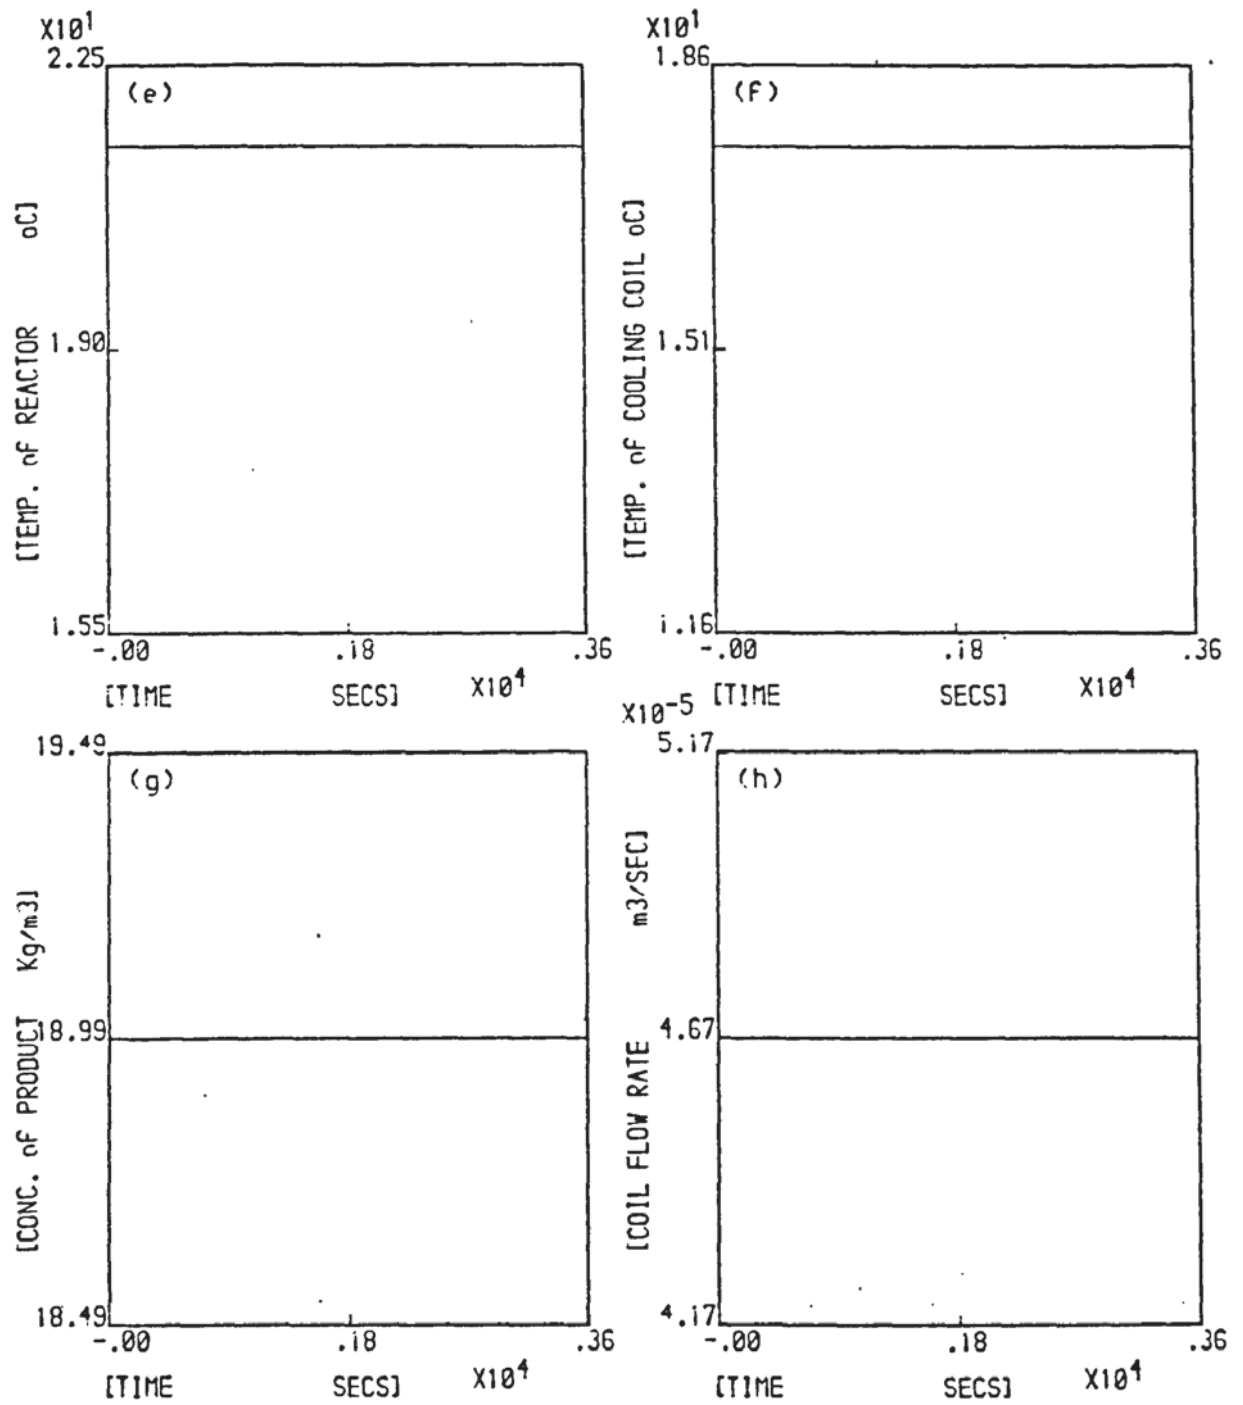 X10¹
2.25
(e)
1.90
1.55
[TEMP. of REACTOR oC]
-.00 .18 .36
[TIME SECS] X10⁴
X10¹
1.86
(f)
1.51
1.16
[TEMP. of COOLING COIL oC]
-.00 .18 .36
[TIME SECS] X10⁴
19.49
(g)
18.99
18.49
[CONC. of PRODUCT Kg/m3]
-.00 .18 .36
[TIME SECS] X10⁴
X10⁻⁵
5.17
(h)
4.67
4.17
[COIL FLOW RATE m3/SEC]
-.00 .18 .36
[TIME SECS] X10⁴